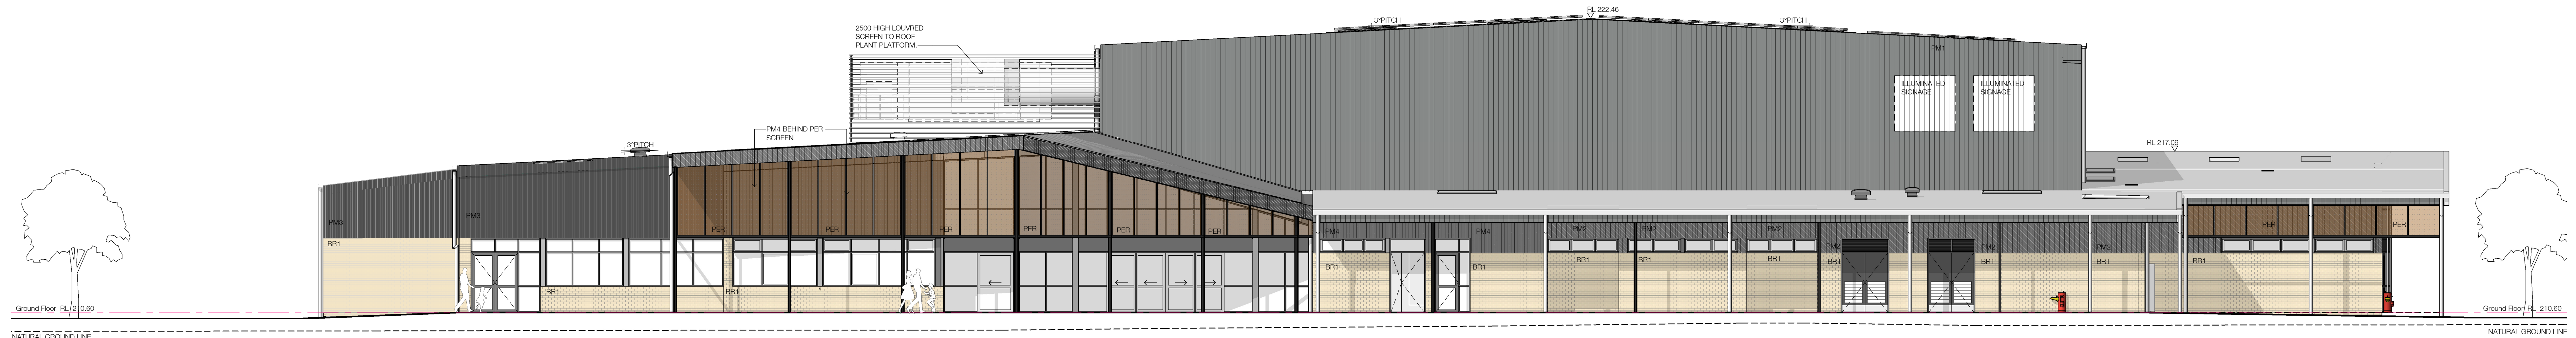 RL 222.46
3°PITCH
3°PITCH
2500 HIGH LOUVRED
SCREEN TO ROOF
PLANT PLATFORM.
PM1
ILLUMINATED
SIGNAGE
ILLUMINATED
SIGNAGE
PM4 BEHIND PER
SCREEN
3°PITCH
RL 217.09
PM3
PM3
PER
PER
PER
PER
PER
PER
PM4
PM4
PM2
PM2
PM2
PM2
PM2
PM2
PER
PER
BR1
BR1
BR1
BR1
BR1
BR1
BR1
BR1
BR1
BR1
BR1
BR1
Ground Floor RL 210.60
Ground Floor RL 210.60
NATURAL GROUND LINE
NATURAL GROUND LINE